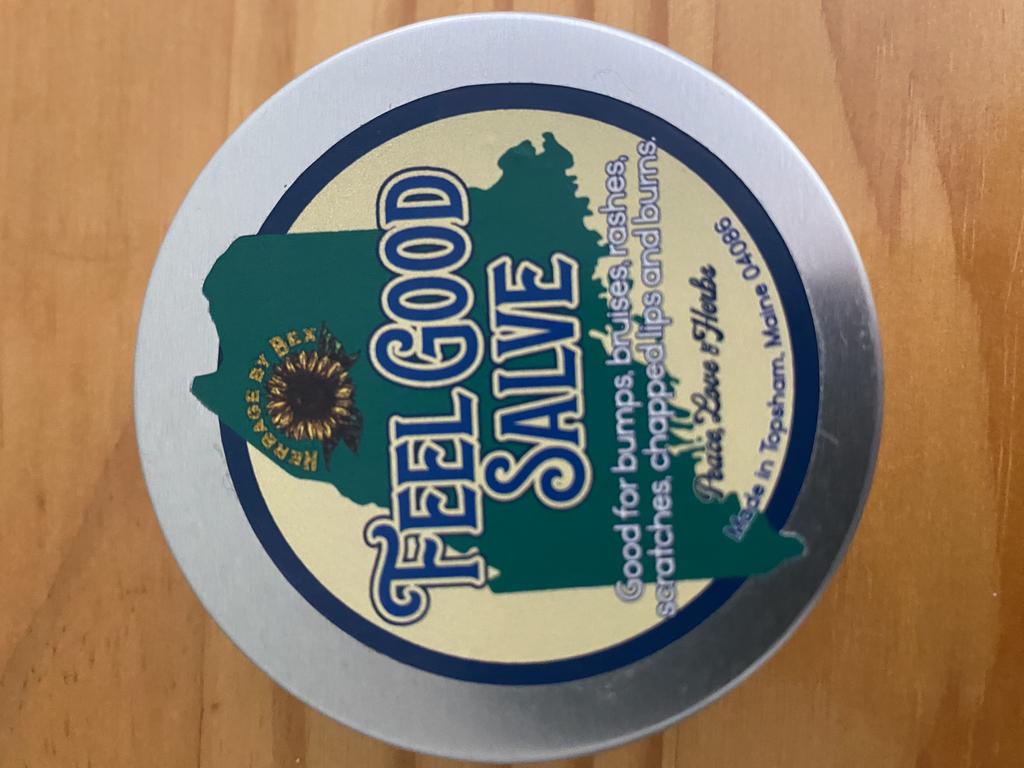 HERBAGE BY BEX
FEEL GOOD
SALVE
Good for bumps, bruises, rashes,
scratches, chapped lips and burns.
Peace, Love & Herbs
Made in Topsham, Maine 04086